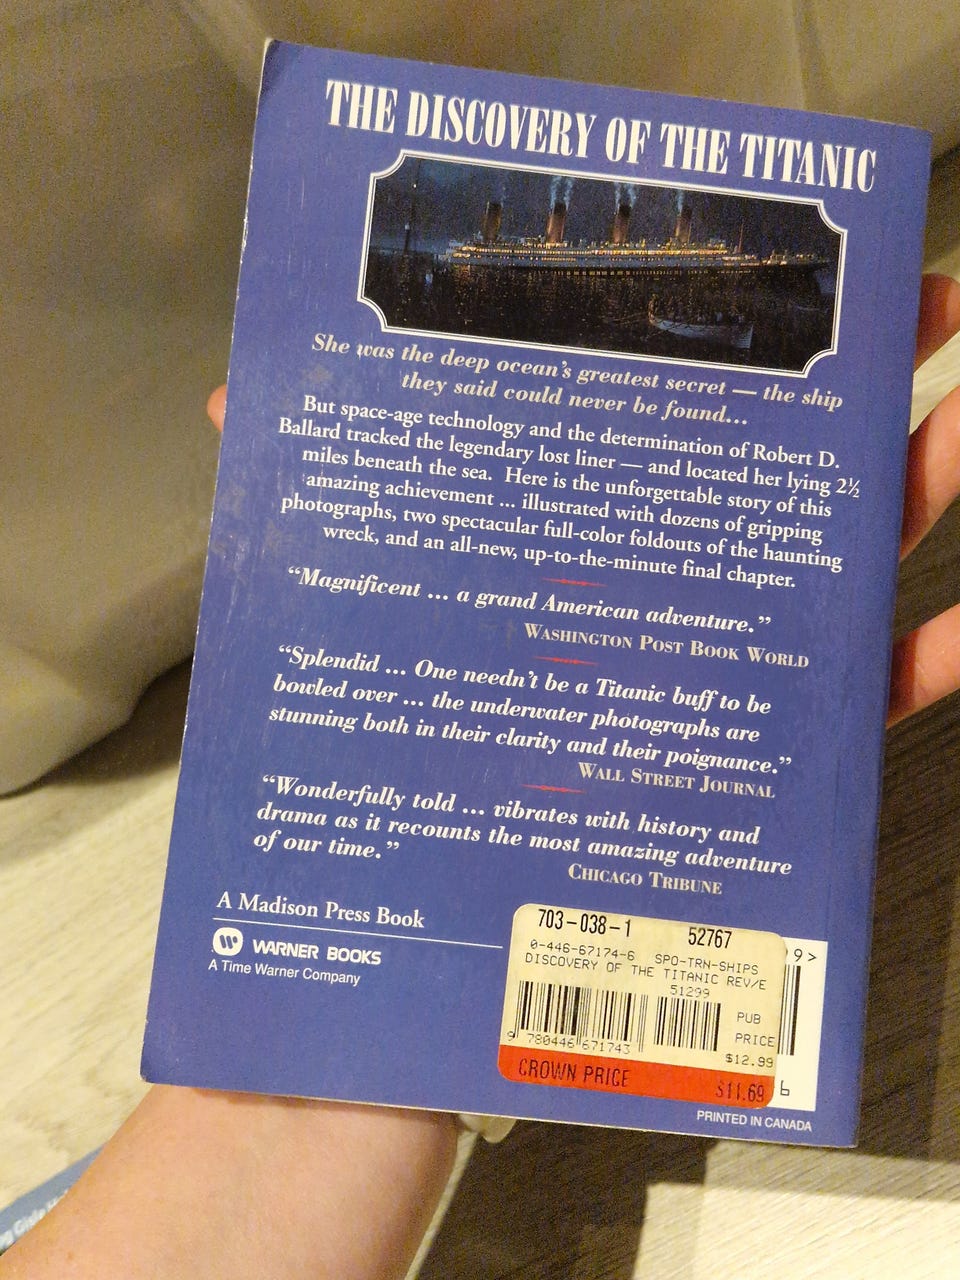 THE DISCOVERY OF THE TITANIC
She was the deep ocean's greatest secret — the ship
they said could never be found...
But space-age technology and the determination of Robert D.
Ballard tracked the legendary lost liner — and located her lying 2½
miles beneath the sea. Here is the unforgettable story of this
amazing achievement ... illustrated with dozens of gripping
photographs, two spectacular full-color foldouts of the haunting
wreck, and an all-new, up-to-the-minute final chapter.
“Magnificent ... a grand American adventure.”
WASHINGTON POST BOOK WORLD
“Splendid ... One needn't be a Titanic buff to be
bowled over ... the underwater photographs are
stunning both in their clarity and their poignance.”
WALL STREET JOURNAL
“Wonderfully told ... vibrates with history and
drama as it recounts the most amazing adventure
of our time.”
CHICAGO TRIBUNE
A Madison Press Book
WARNER BOOKS
A Time Warner Company
703-038-1 52767
0-446-67174-6 SPO-TRN-SHIPS
DISCOVERY OF THE TITANIC REV/E
51299
PUB
PRICE
$12.99
9 780446 671743
CROWN PRICE $11.69
9>
6
PRINTED IN CANADA